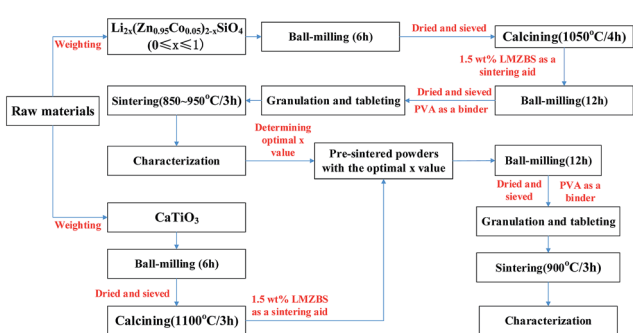 Raw materials
Weighting
Li2x(Zn0.95Co0.05)2-xSiO4
(0≤x≤1)
Ball-milling (6h)
Dried and sieved
Calcining(1050°C/4h)
1.5 wt% LMZBS as a
sintering aid
Ball-milling(12h)
Dried and sieved
PVA as a binder
Granulation and tableting
Sintering(850~950°C/3h)
Characterization
Determining
optimal x
value
Pre-sintered powders
with the optimal x value
Ball-milling(12h)
Dried and
sieved
PVA as a
binder
Granulation and tableting
Sintering(900°C/3h)
Characterization
Weighting
CaTiO3
Ball-milling (6h)
Dried and sieved
Calcining(1100°C/3h)
1.5 wt% LMZBS
as a sintering aid